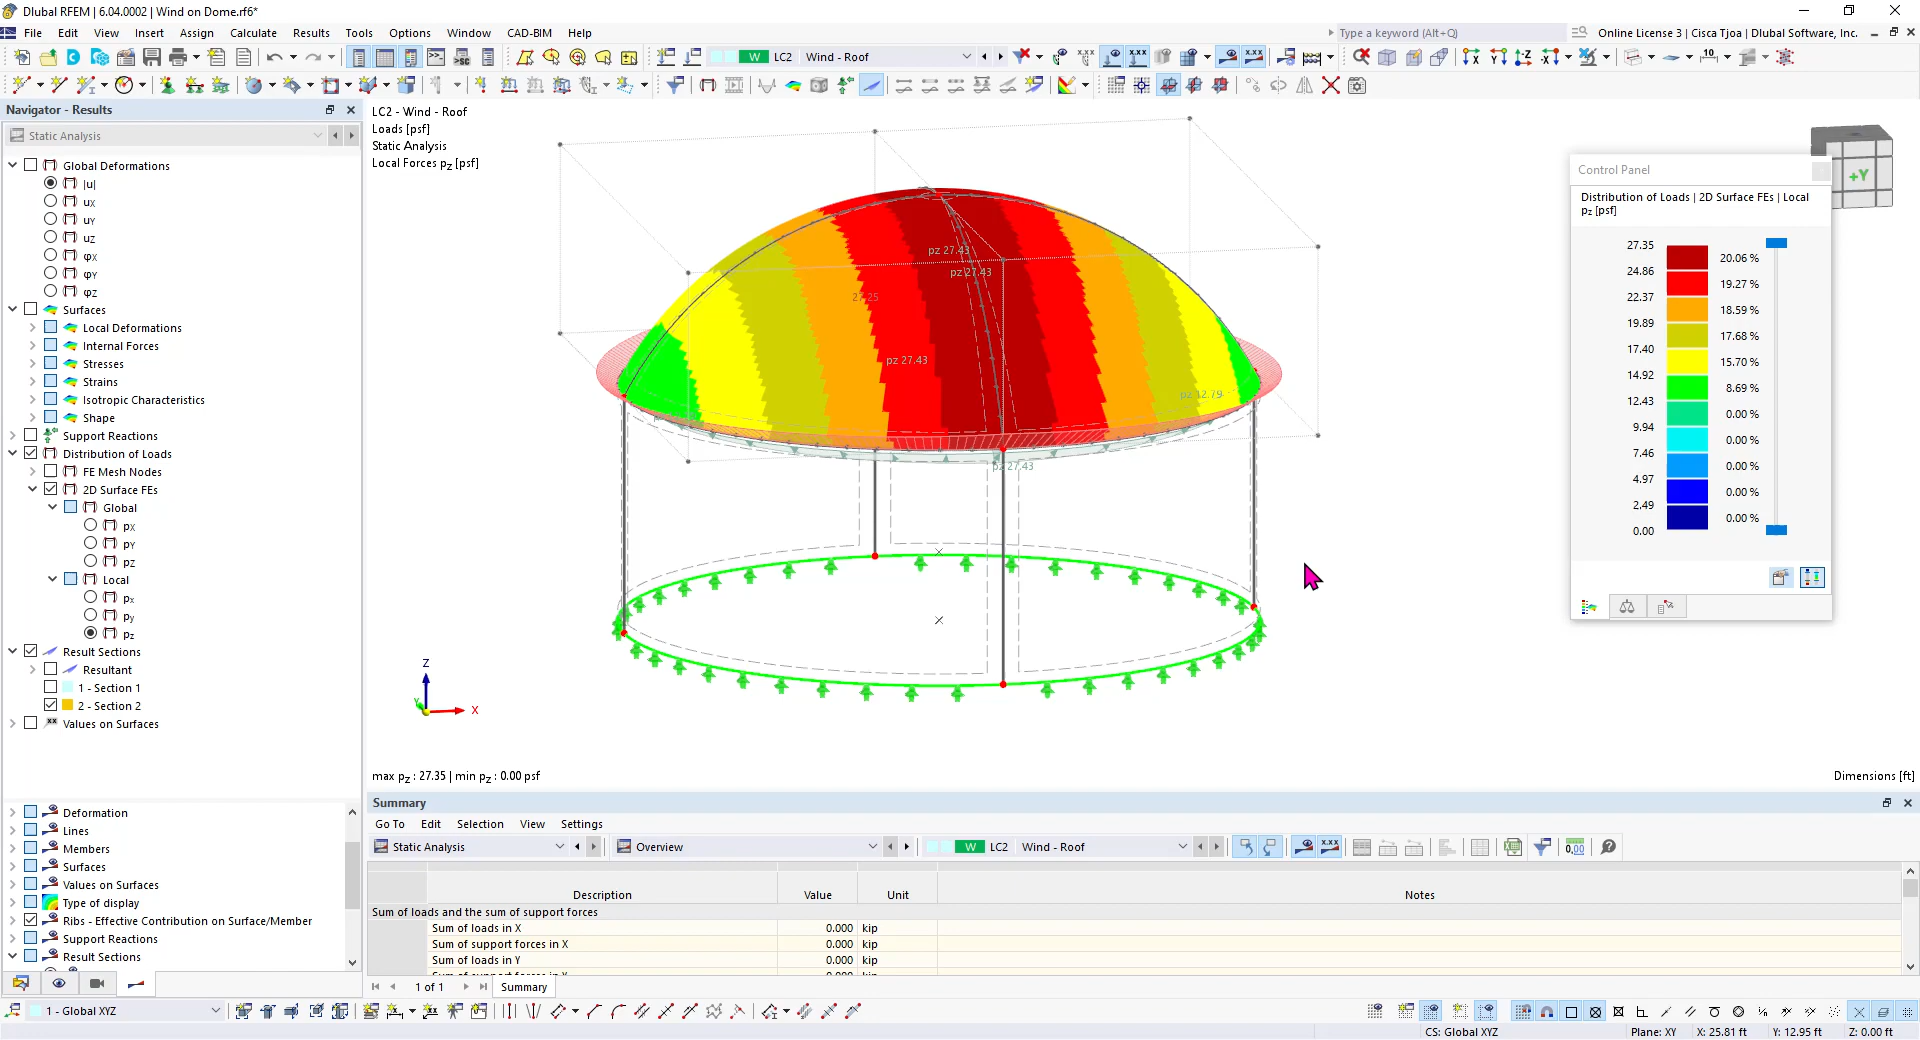 Dlubal RFEM | 6.04.0002 | Wind on Dome.rf6*
File Edit View Insert Assign Calculate Results Tools Options Window CAD-BIM Help
Type a keyword (Alt+Q)
Online License 3 | Cisca Tjoa | Dlubal Software, Inc.
W LC2 Wind - Roof
Navigator - Results
Static Analysis
Global Deformations
|u|
uX
uY
uZ
φX
φY
φZ
Surfaces
Local Deformations
Internal Forces
Stresses
Strains
Isotropic Characteristics
Shape
Support Reactions
Distribution of Loads
FE Mesh Nodes
2D Surface FEs
Global
pX
pY
pZ
Local
px
py
pz
Result Sections
Resultant
1 - Section 1
2 - Section 2
Values on Surfaces
Deformation
Lines
Members
Surfaces
Values on Surfaces
Type of display
Ribs - Effective Contribution on Surface/Member
Support Reactions
Result Sections
LC2 - Wind - Roof
Loads [psf]
Static Analysis
Local Forces pz [psf]
pz 27.43
pz 27.43
27.25
pz 27.43
pz 12.79
pz 27.43
Z
Y
X
max pz : 27.35 | min pz : 0.00 psf
Dimensions [ft]
+Y
Control Panel
Distribution of Loads | 2D Surface FEs | Local
pz [psf]
27.35
20.06 %
24.86
19.27 %
22.37
18.59 %
19.89
17.68 %
17.40
15.70 %
14.92
8.69 %
12.43
0.00 %
9.94
0.00 %
7.46
0.00 %
4.97
0.00 %
2.49
0.00 %
0.00
Summary
Go To Edit Selection View Settings
Static Analysis Overview W LC2 Wind - Roof
Description Value Unit Notes
Sum of loads and the sum of support forces
Sum of loads in X 0.000 kip
Sum of support forces in X 0.000 kip
Sum of loads in Y 0.000 kip
Sum of support forces in Y 0.000 kip
1 of 1 Summary
1 - Global XYZ
CS: Global XYZ Plane: XY X: 25.81 ft Y: 12.95 ft Z: 0.00 ft